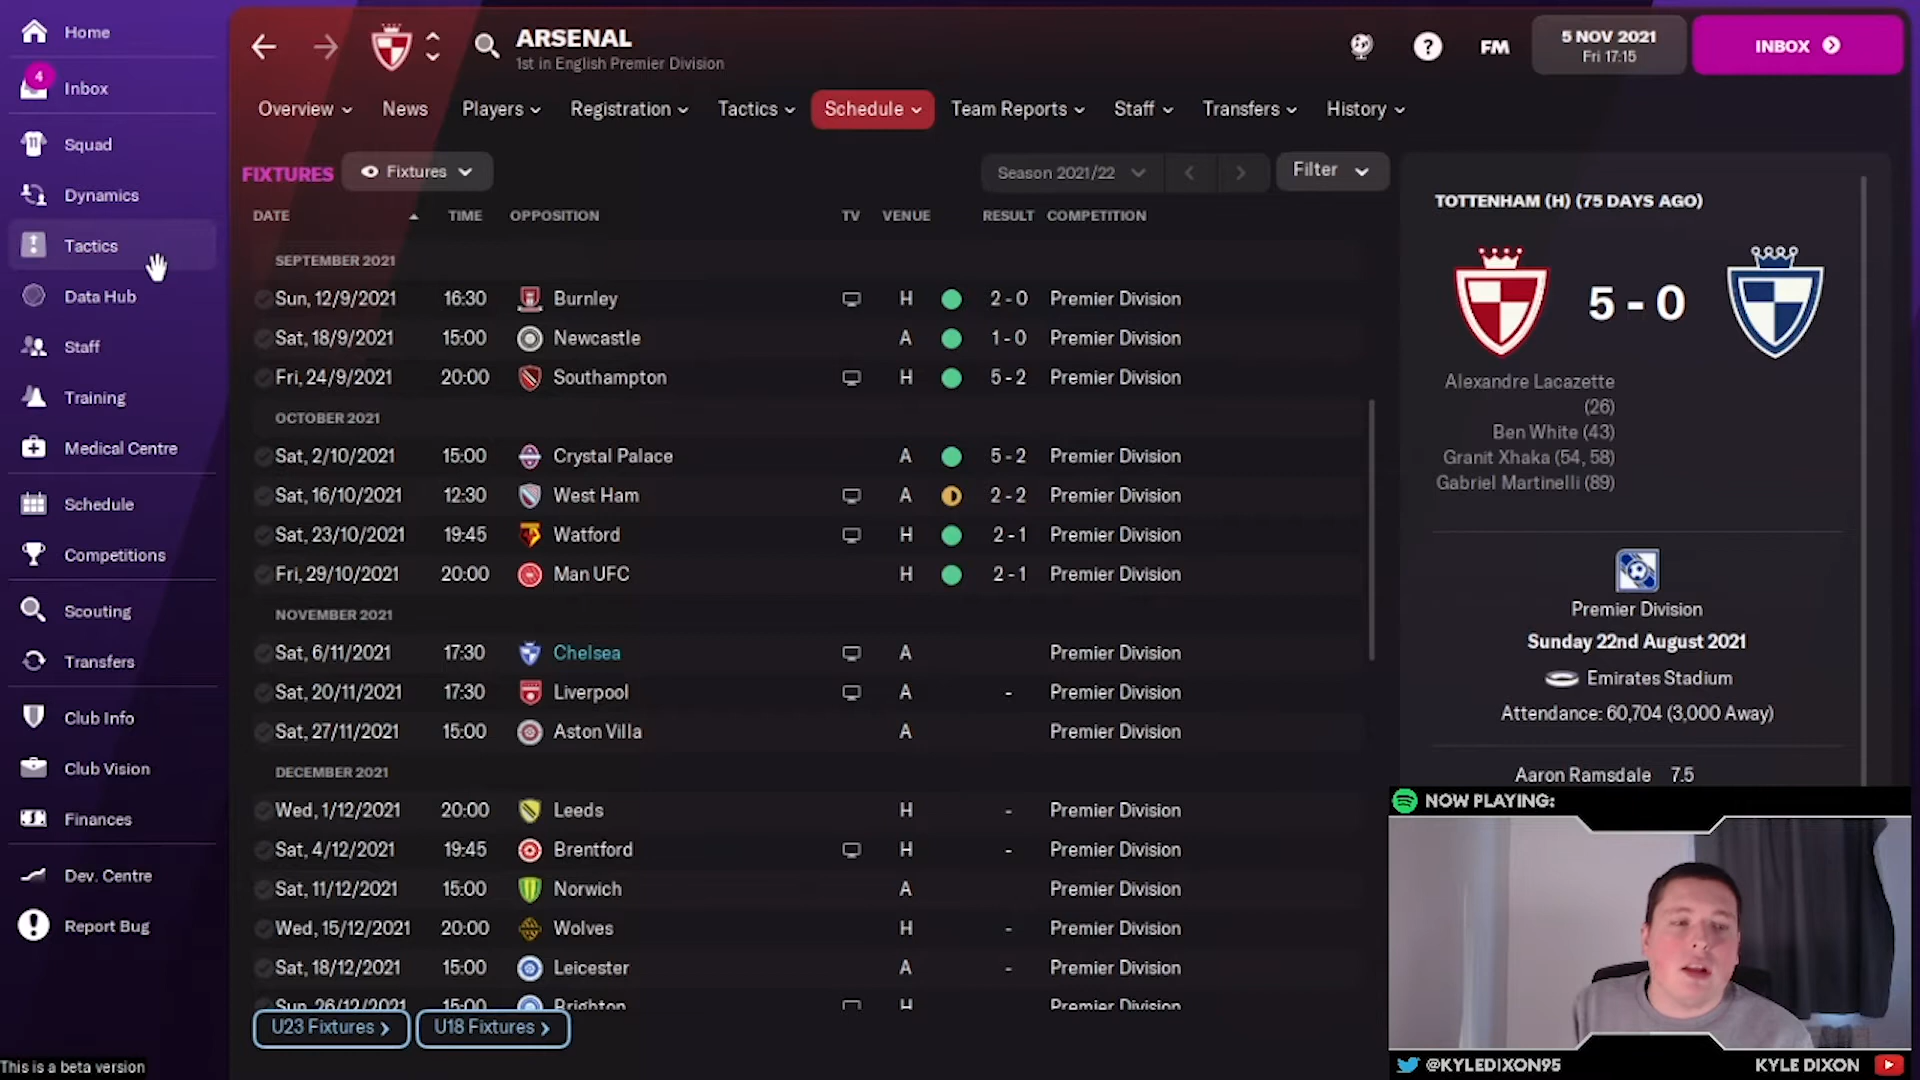 Home
4
Inbox
Squad
Dynamics
Tactics
Data Hub
Staff
Training
Medical Centre
Schedule
Competitions
Scouting
Transfers
Club Info
Club Vision
Finances
Dev. Centre
Report Bug
This is a beta version
ARSENAL
1st in English Premier Division
FM
5 NOV 2021
Fri 17:15
INBOX
Overview News Players Registration Tactics Schedule Team Reports Staff Transfers History
FIXTURES Fixtures Season 2021/22 Filter
DATE TIME OPPOSITION TV VENUE RESULT COMPETITION
SEPTEMBER 2021
Sun, 12/9/2021 16:30 Burnley H 2 - 0 Premier Division
Sat, 18/9/2021 15:00 Newcastle A 1 - 0 Premier Division
Fri, 24/9/2021 20:00 Southampton H 5 - 2 Premier Division
OCTOBER 2021
Sat, 2/10/2021 15:00 Crystal Palace A 5 - 2 Premier Division
Sat, 16/10/2021 12:30 West Ham A 2 - 2 Premier Division
Sat, 23/10/2021 19:45 Watford H 2 - 1 Premier Division
Fri, 29/10/2021 20:00 Man UFC H 2 - 1 Premier Division
NOVEMBER 2021
Sat, 6/11/2021 17:30 Chelsea A Premier Division
Sat, 20/11/2021 17:30 Liverpool A - Premier Division
Sat, 27/11/2021 15:00 Aston Villa A Premier Division
DECEMBER 2021
Wed, 1/12/2021 20:00 Leeds H - Premier Division
Sat, 4/12/2021 19:45 Brentford H - Premier Division
Sat, 11/12/2021 15:00 Norwich A Premier Division
Wed, 15/12/2021 20:00 Wolves H - Premier Division
Sat, 18/12/2021 15:00 Leicester A - Premier Division
Sun, 26/12/2021 15:00 Brighton H Premier Division
U23 Fixtures U18 Fixtures
TOTTENHAM (H) (75 DAYS AGO)
5 - 0
Alexandre Lacazette
(26)
Ben White (43)
Granit Xhaka (54, 58)
Gabriel Martinelli (89)
Premier Division
Sunday 22nd August 2021
Emirates Stadium
Attendance: 60,704 (3,000 Away)
Aaron Ramsdale 7.5
NOW PLAYING:
@KYLEDIXON95 KYLE DIXON